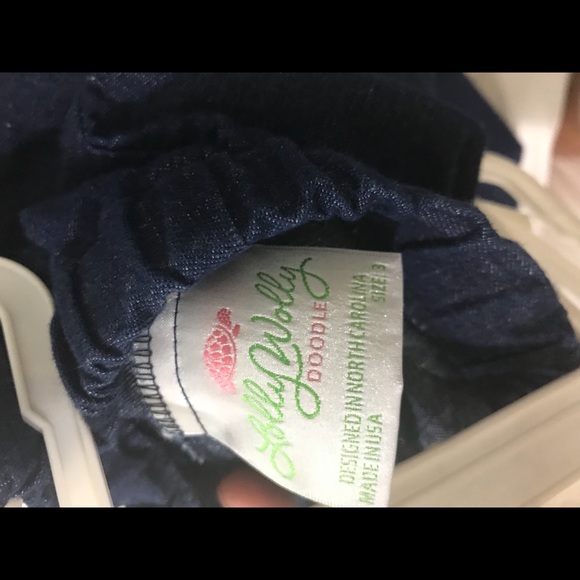 Lolly Wolly
DOODLE
DESIGNED IN NORTH CAROLINA
MADE IN USA SIZE: 3